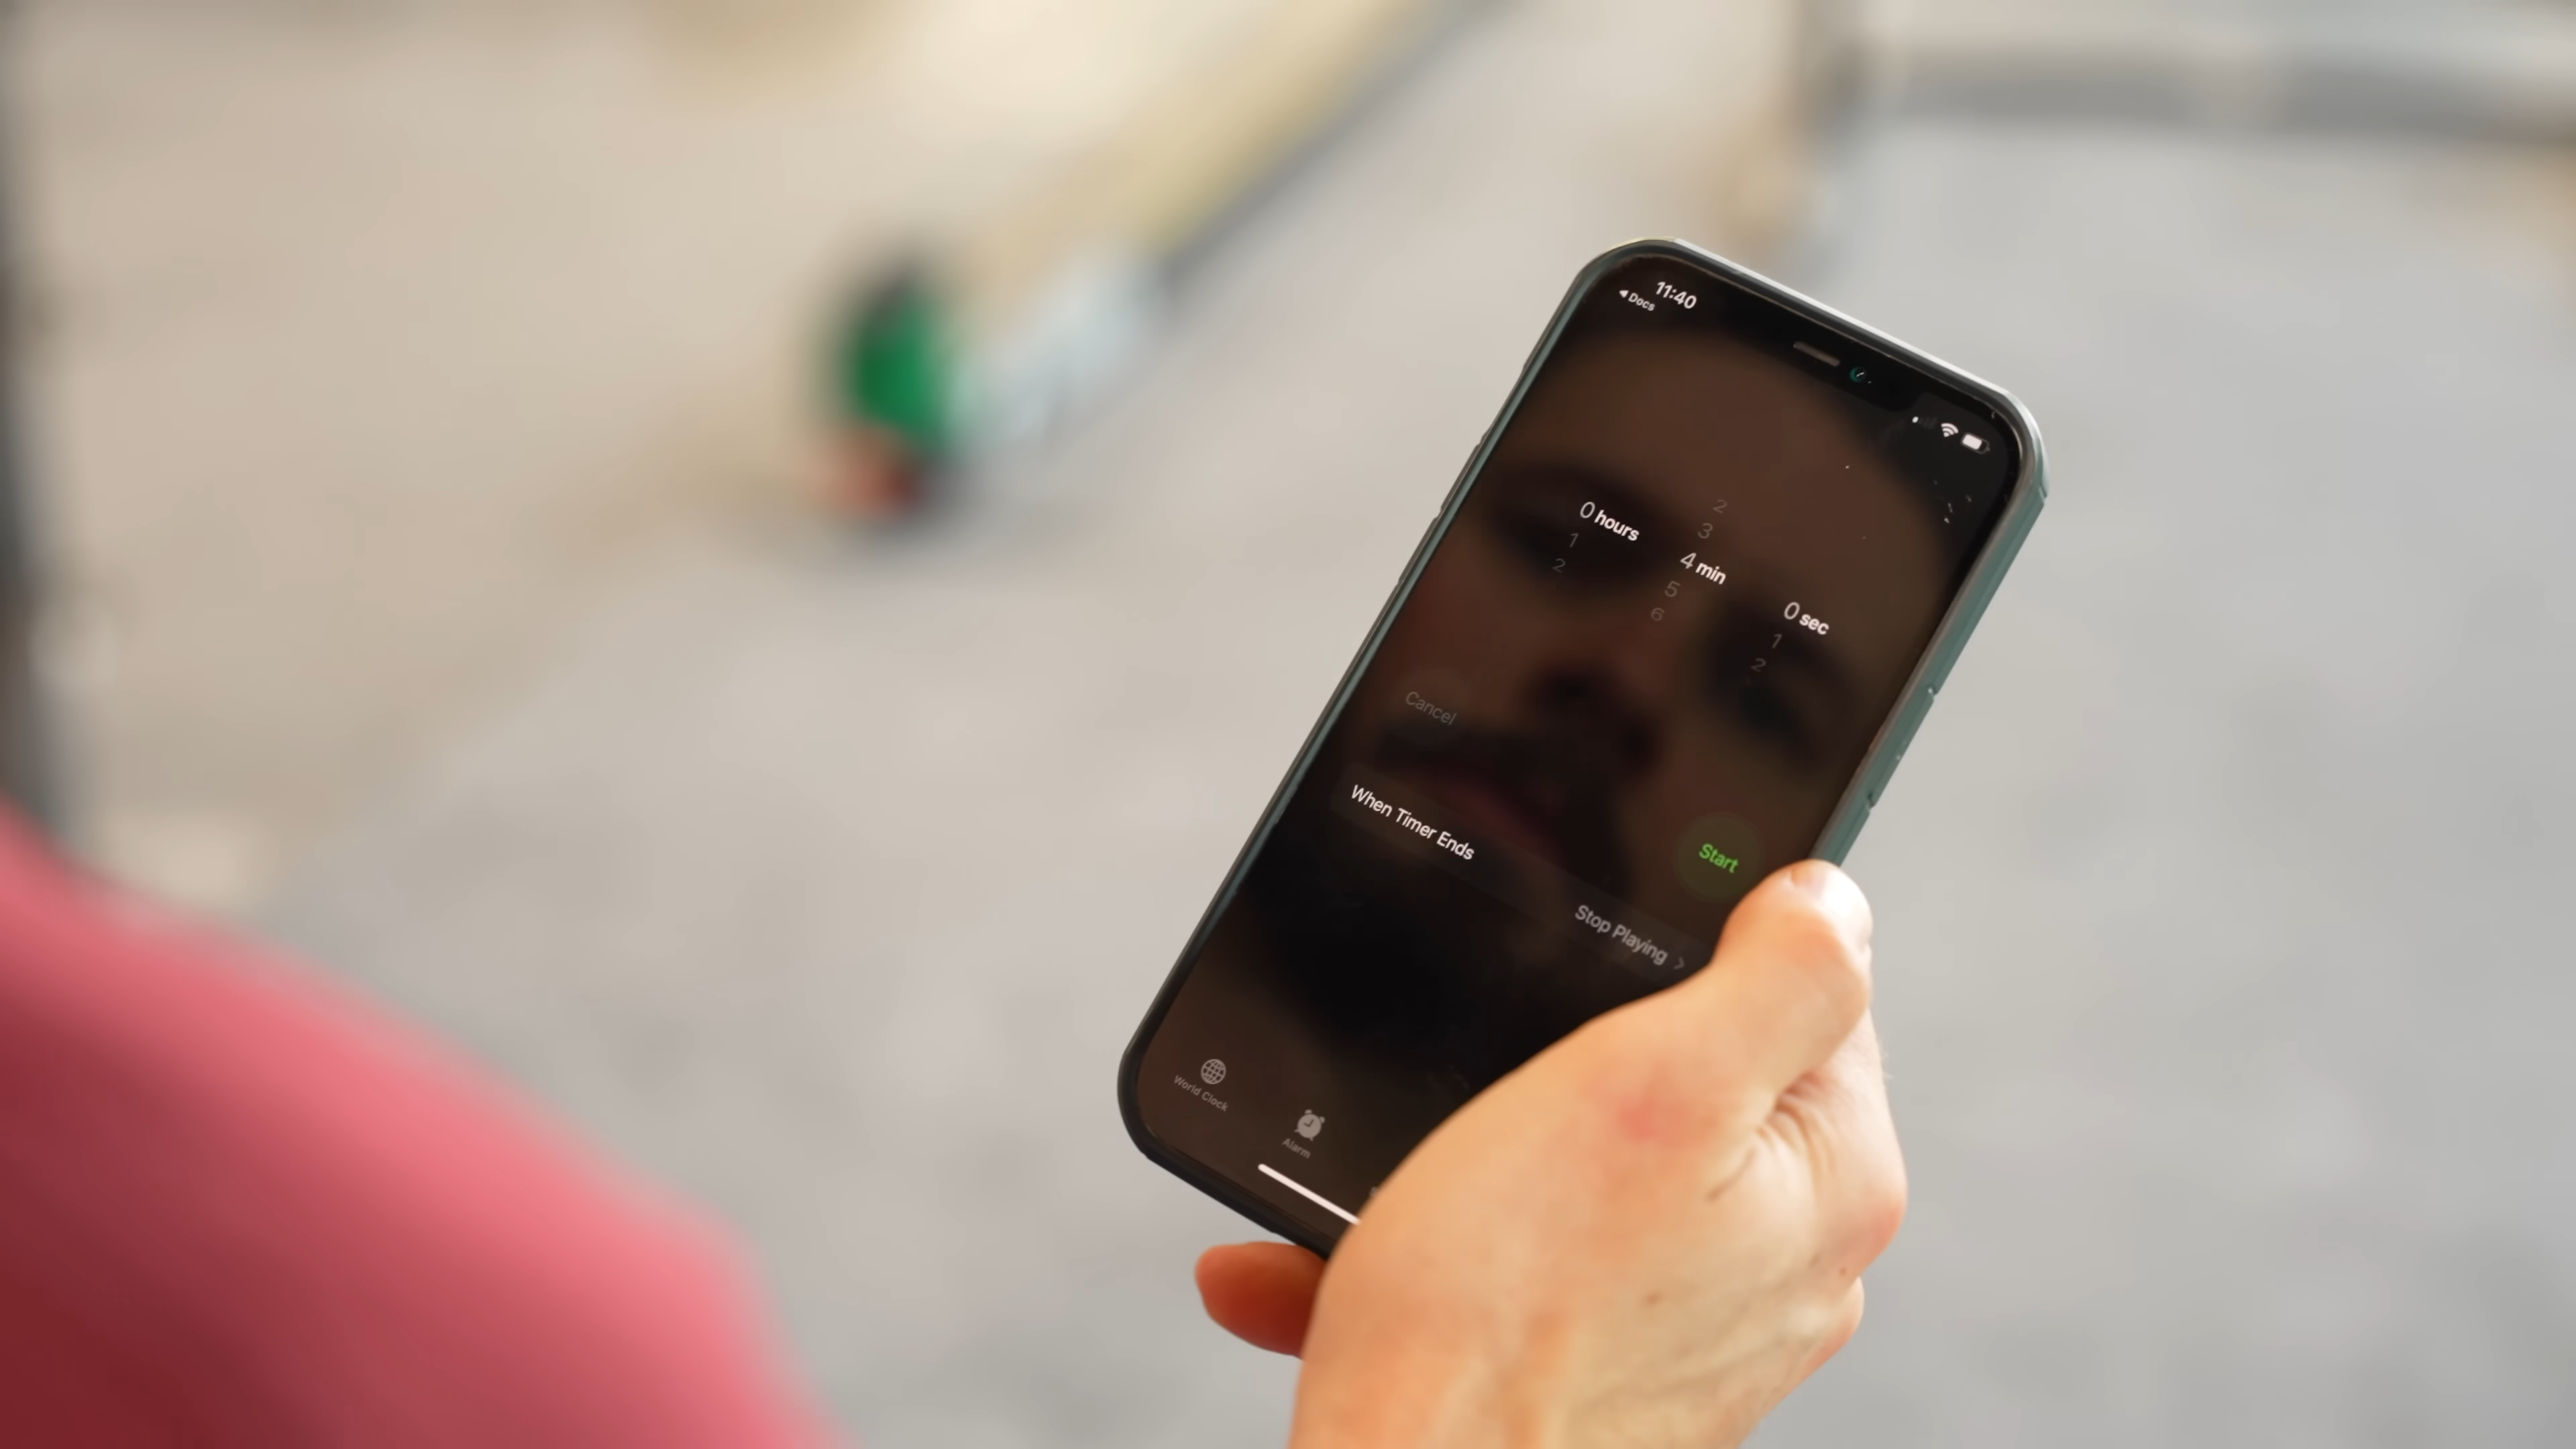 11:40
◀ Docs
2
3
0 hours 4 min 0 sec
1 5 1
2 6 2
Cancel Start
When Timer Ends Stop Playing >
World Clock Alarm